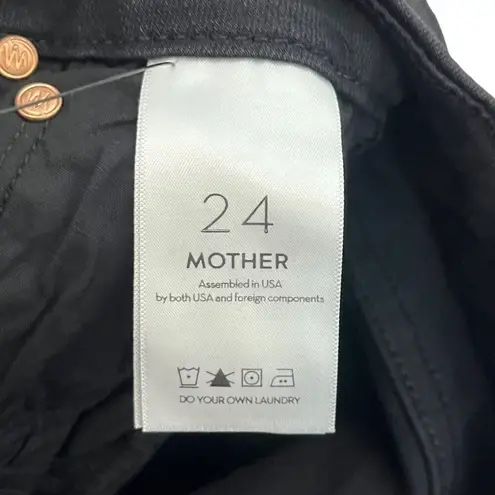 24
MOTHER
Assembled in USA
by both USA and foreign components
DO YOUR OWN LAUNDRY